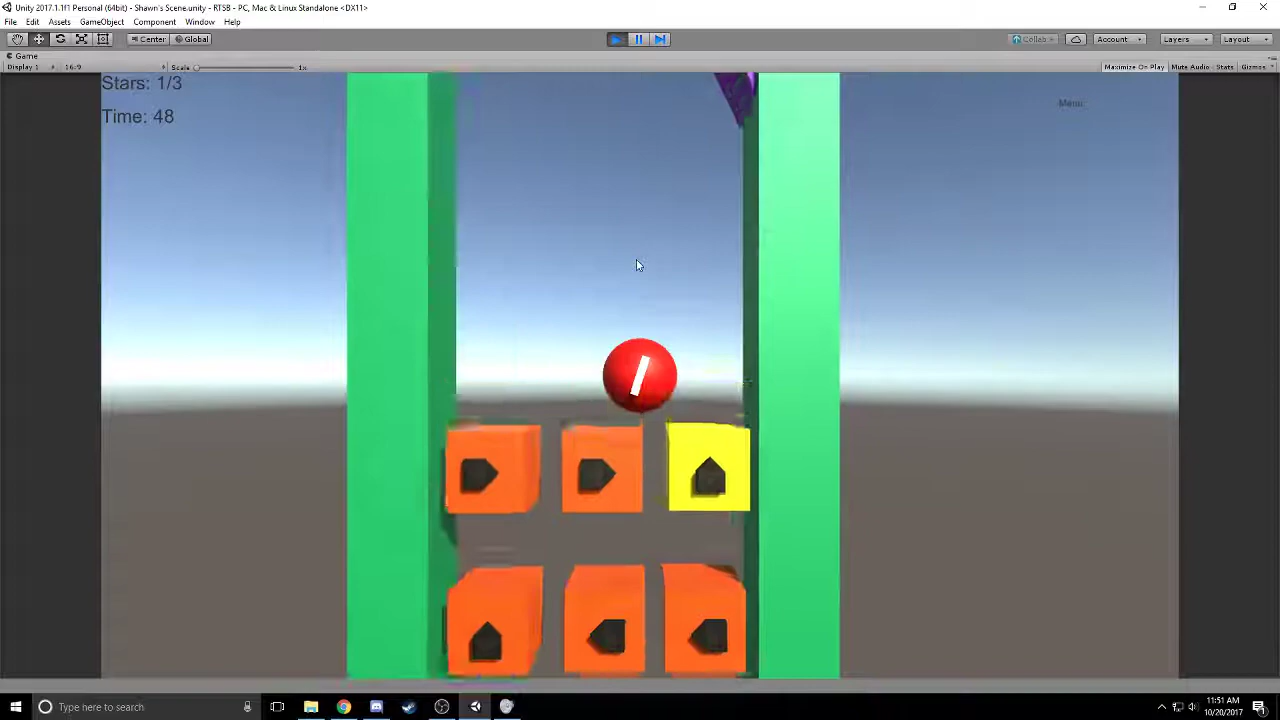 Unity 2017.1.1f1 Personal (64bit) - Shawn's Scene.unity - RTSB - PC, Mac & Linux Standalone <DX11>
File Edit Assets GameObject Component Window Help
Center Global Collab Account Layers Layout
Game
Display 1 16:9 Scale 1x Maximize On Play Mute Audio Stats Gizmos
Stars: 1/3
Menu
Time: 48
Type here to search
11:51 AM
10/20/2017